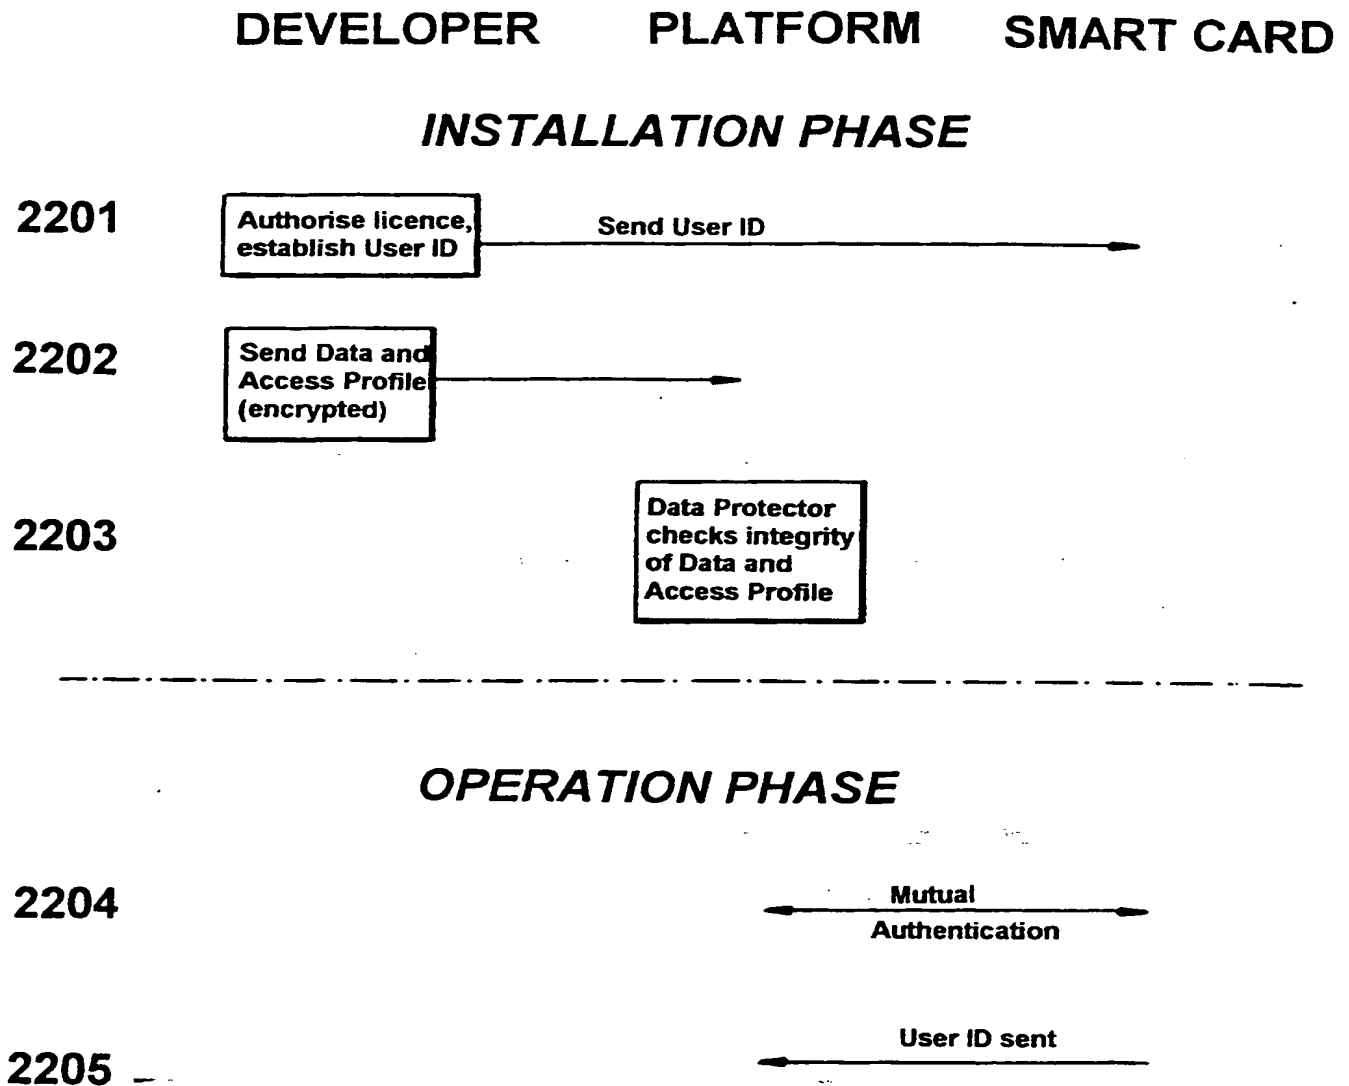 DEVELOPER PLATFORM SMART CARD
INSTALLATION PHASE
2201
Authorise licence,
establish User ID
Send User ID
2202
Send Data and
Access Profile
(encrypted)
2203
Data Protector
checks integrity
of Data and
Access Profile
OPERATION PHASE
2204
Mutual
Authentication
User ID sent
2205